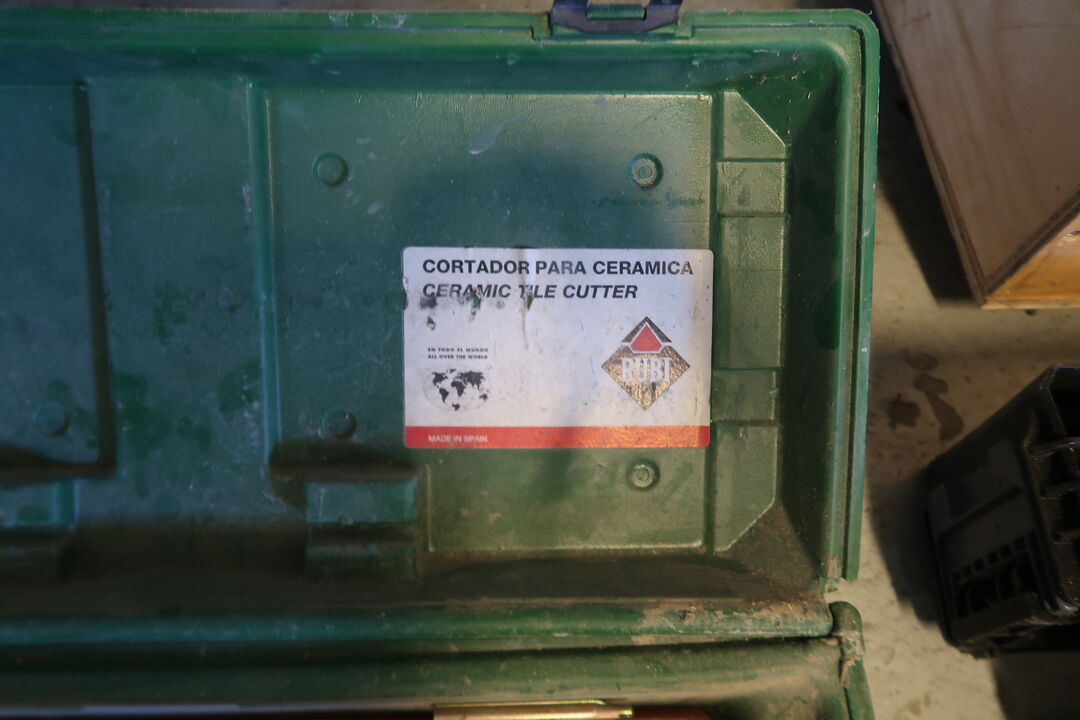 CORTADOR PARA CERAMICA
CERAMIC TILE CUTTER
EN TODO EL MUNDO
ALL OVER THE WORLD
RUBI
MADE IN SPAIN